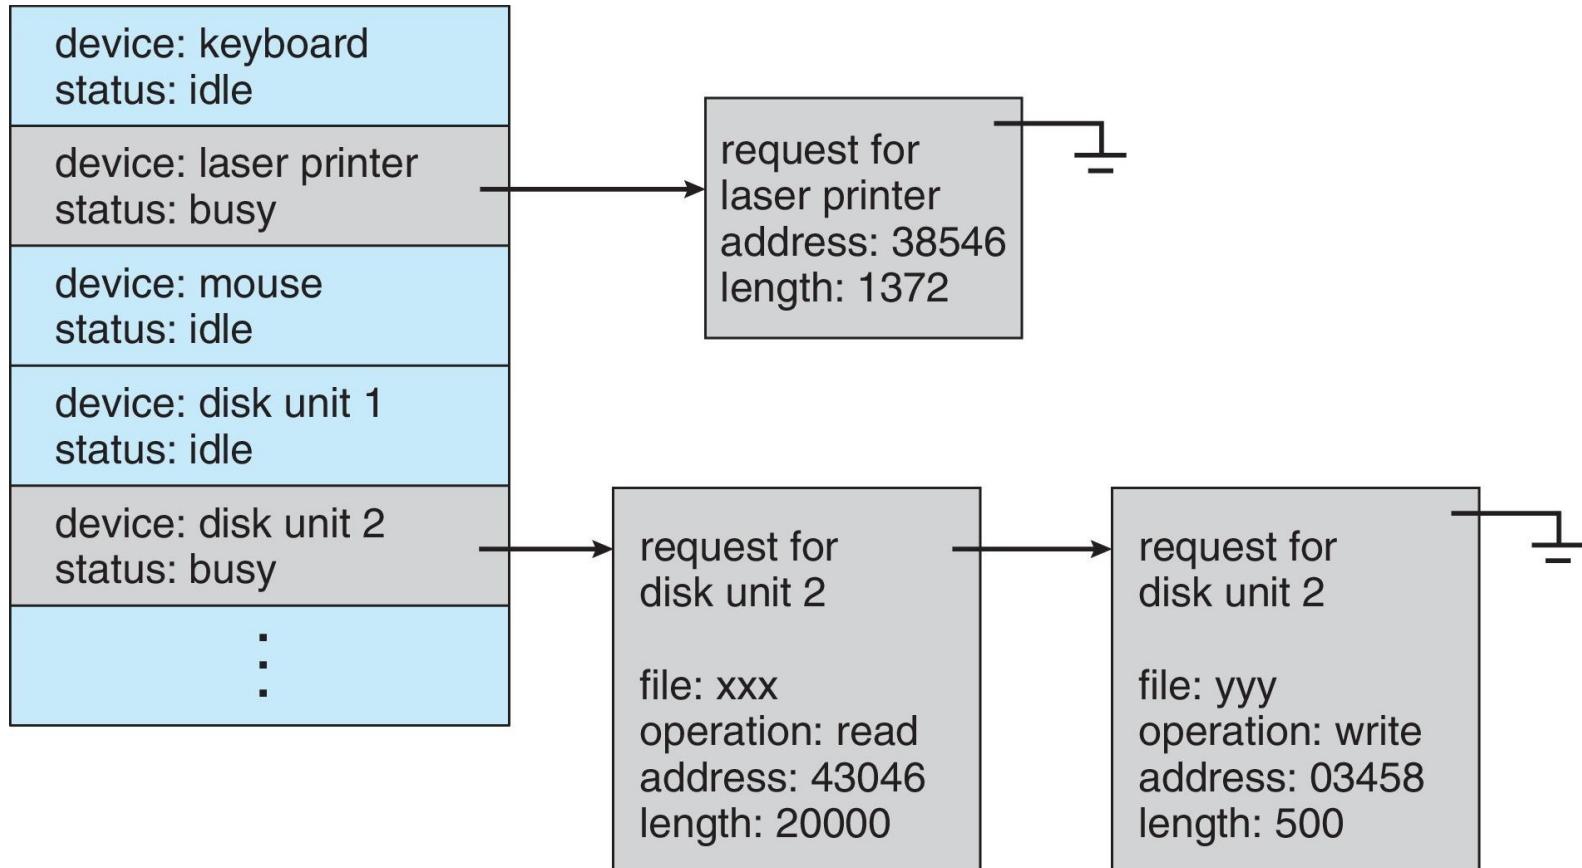 device: keyboard
status: idle
device: laser printer
status: busy
device: mouse
status: idle
device: disk unit 1
status: idle
device: disk unit 2
status: busy
request for
laser printer
address: 38546
length: 1372
request for
disk unit 2
file: xxx
operation: read
address: 43046
length: 20000
request for
disk unit 2
file: yyy
operation: write
address: 03458
length: 500